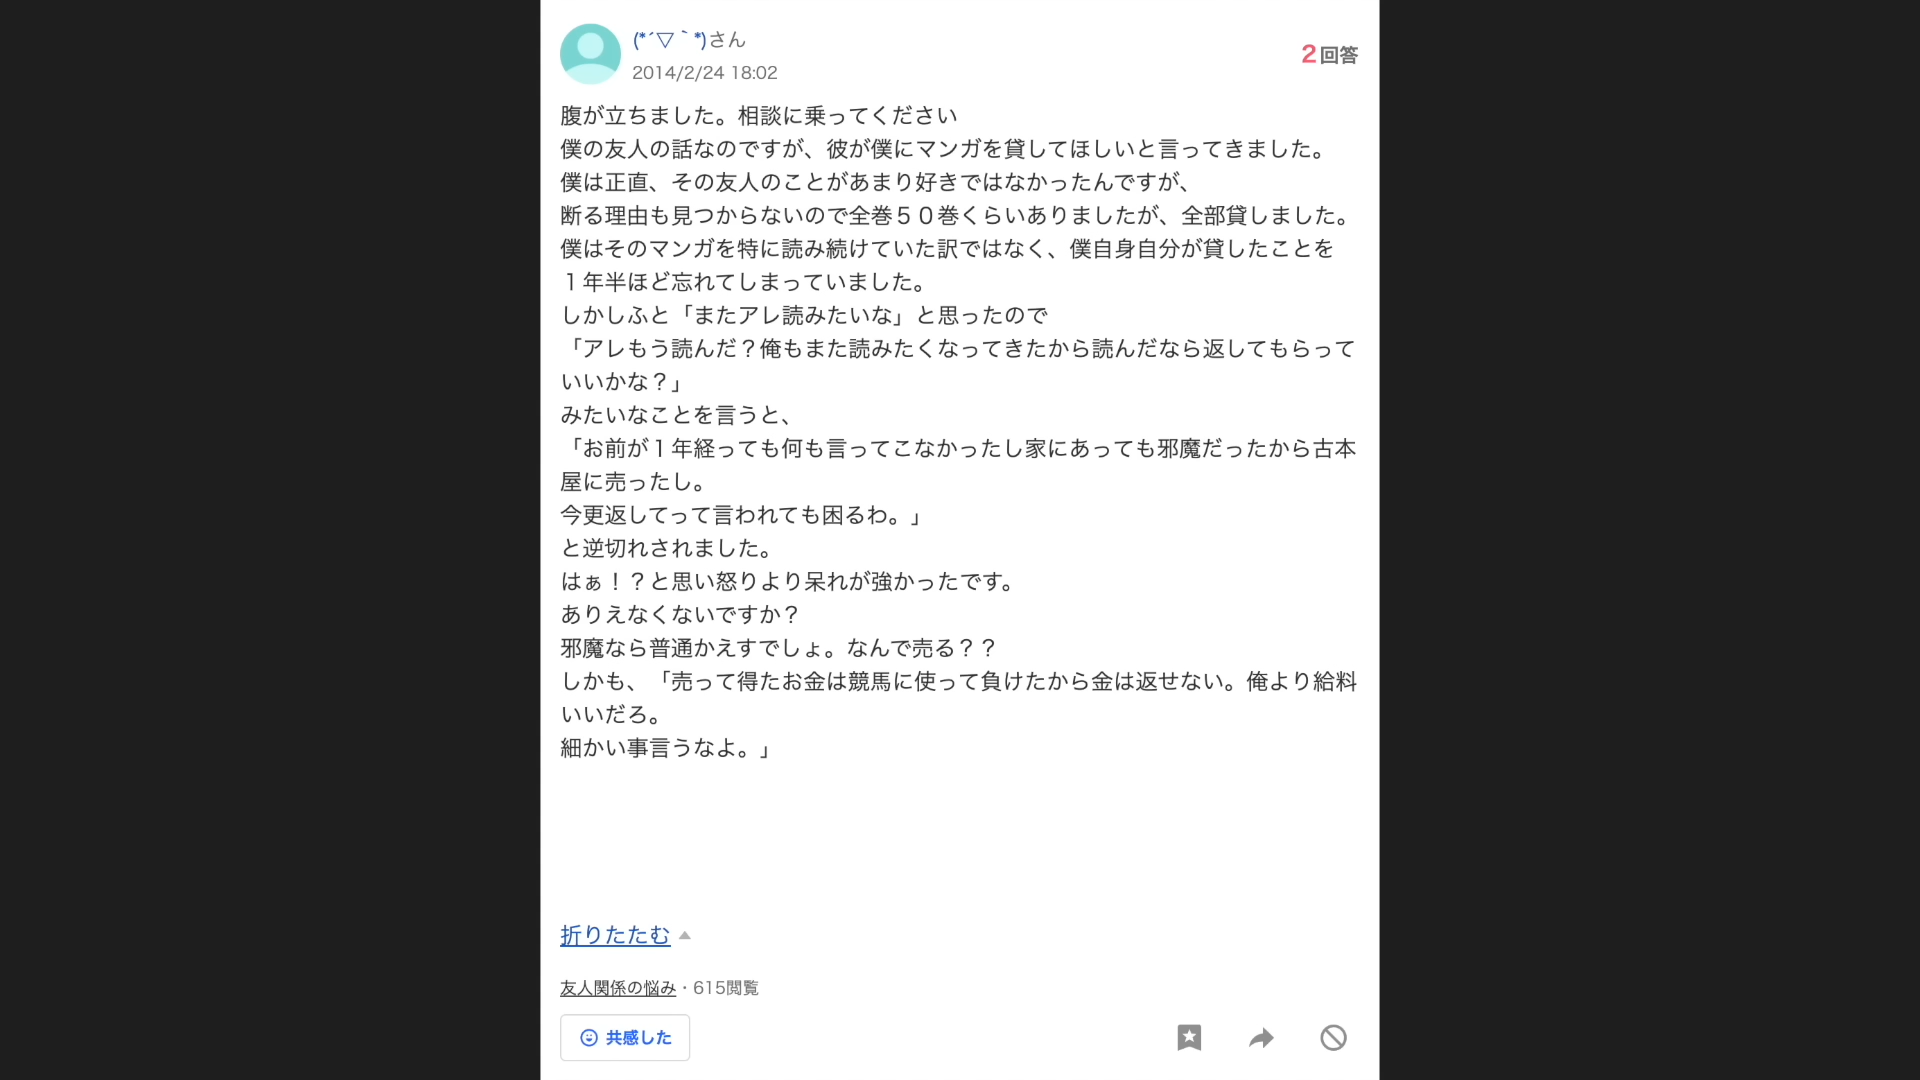 (*´▽｀*)さん
2014/2/24 18:02
2回答
腹が立ちました。相談に乗ってください
僕の友人の話なのですが、彼が僕にマンガを貸してほしいと言ってきました。
僕は正直、その友人のことがあまり好きではなかったんですが、
断る理由も見つからないので全巻５０巻くらいありましたが、全部貸しました。
僕はそのマンガを特に読み続けていた訳ではなく、僕自身自分が貸したことを
１年半ほど忘れてしまっていました。
しかしふと「またアレ読みたいな」と思ったので
「アレもう読んだ？俺もまた読みたくなってきたから読んだなら返してもらって
いいかな？」
みたいなことを言うと、
「お前が１年経っても何も言ってこなかったし家にあっても邪魔だったから古本
屋に売ったし。
今更返してって言われても困るわ。」
と逆切れされました。
はぁ！？と思い怒りより呆れが強かったです。
ありえなくないですか？
邪魔なら普通かえすでしょ。なんで売る？？
しかも、「売って得たお金は競馬に使って負けたから金は返せない。俺より給料
いいだろ。
細かい事言うなよ。」
折りたたむ
友人関係の悩み・615閲覧
共感した